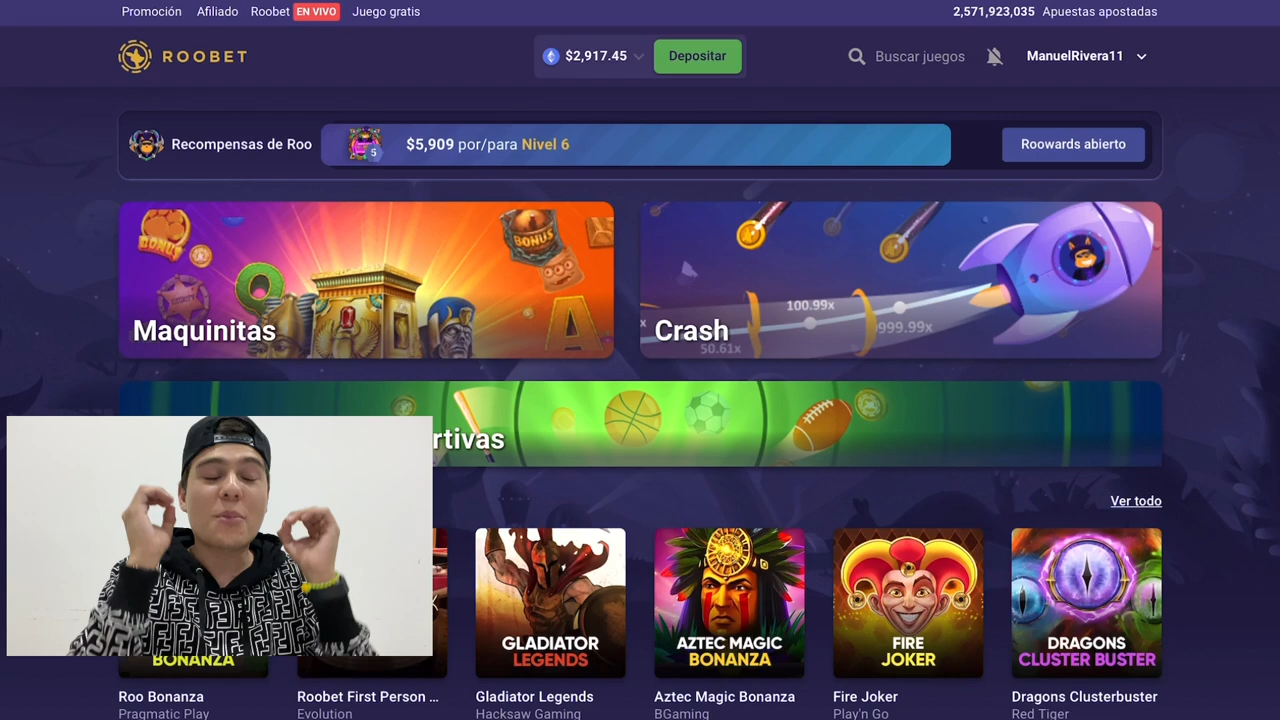 Promoción Afiliado Roobet EN VIVO Juego gratis 2,571,923,035 Apuestas apostadas
ROOBET $2,917.45 Depositar Buscar juegos ManuelRivera11
Recompensas de Roo 5 $5,909 por/para Nivel 6 Roowards abierto
BONUS BONUS
100.99x
999.99x
50.61x
Maquinitas Crash
rtivas
Ver todo
BONANZA
GLADIATOR LEGENDS
AZTEC MAGIC BONANZA
FIRE JOKER
DRAGONS CLUSTER BUSTER
Roo Bonanza Roobet First Person ... Gladiator Legends Aztec Magic Bonanza Fire Joker Dragons Clusterbuster
Pragmatic Play Evolution Hacksaw Gaming BGaming Play'n Go Red Tiger